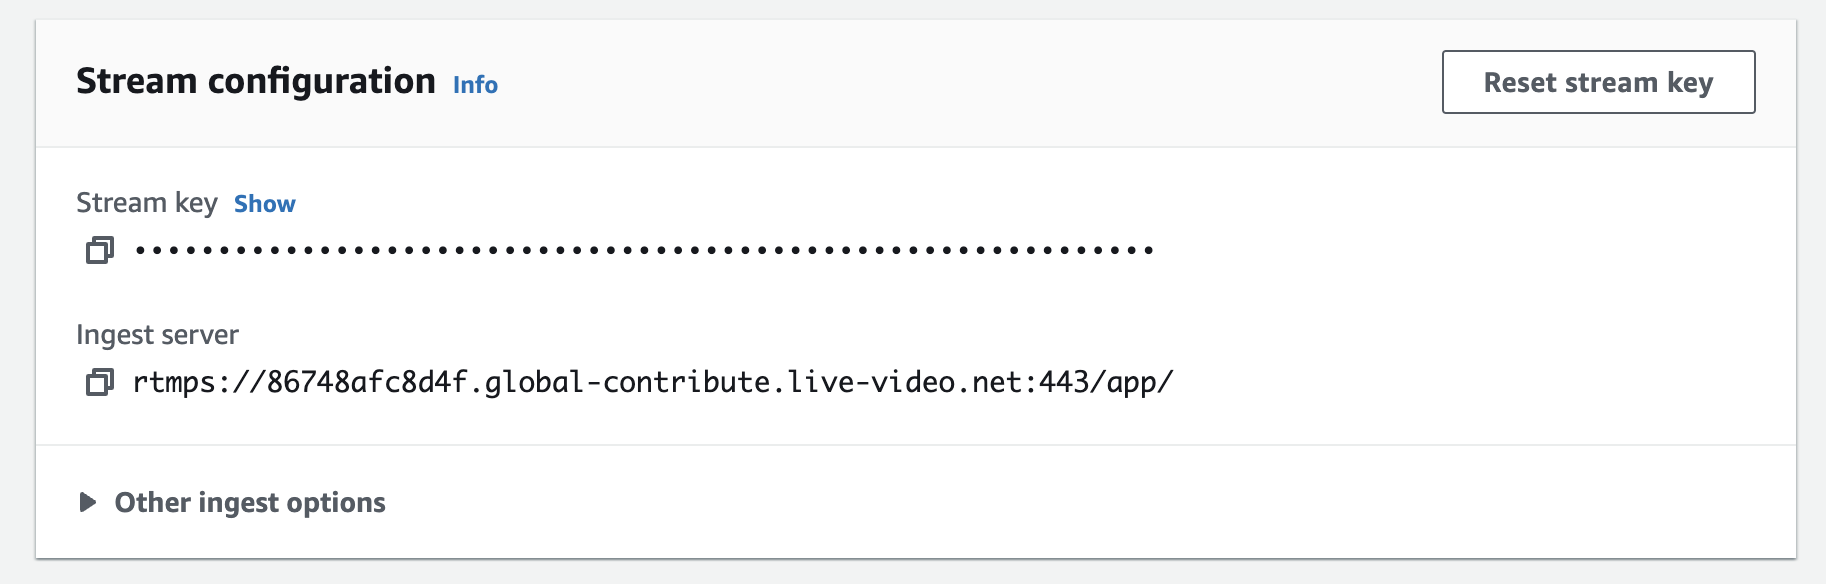 Stream configuration Info
Reset stream key
Stream key Show
•••••••••••••••••••••••••••••••••••••••••••••••••••••••••••••
Ingest server
rtmps://86748afc8d4f.global-contribute.live-video.net:443/app/
Other ingest options